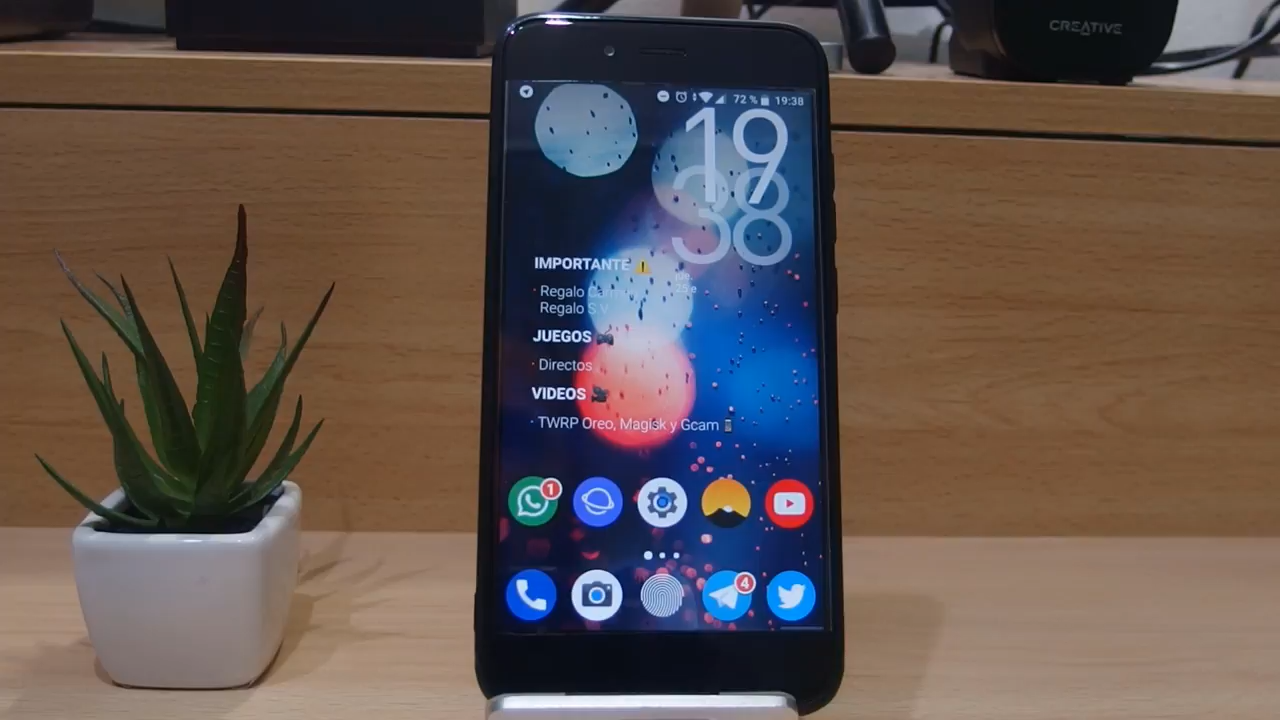 CREATIVE
72 % 19:38
19
38
IMPORTANTE
· Regalo
Regalo S V
JUEGOS
· Directos
VIDEOS
· TWRP Oreo, Magisk y Gcam
1
4